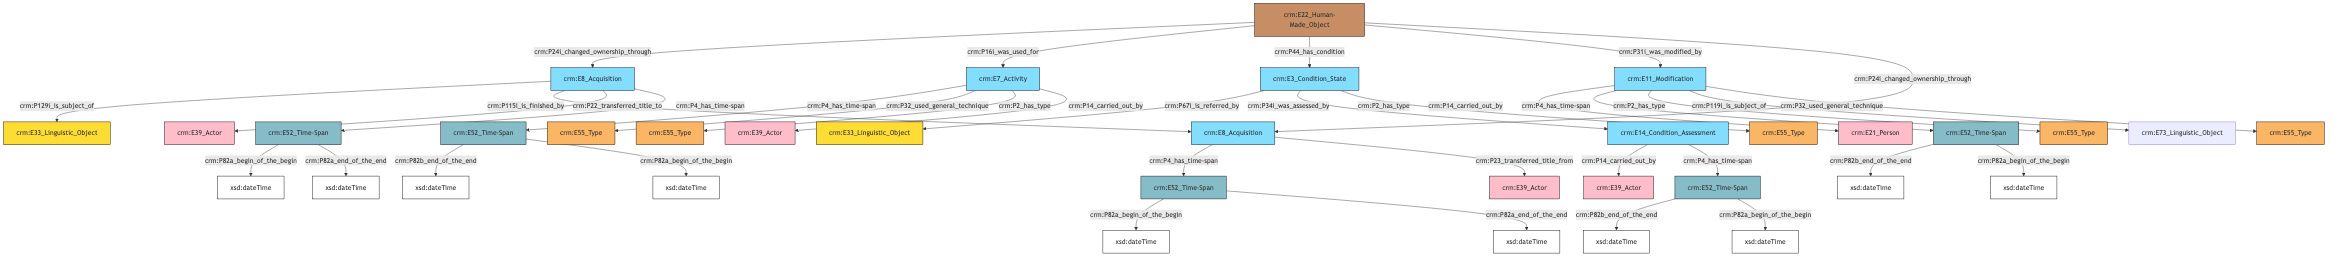 crm:E22_Human-
Made_Object
crm:P24i_changed_ownership_through
crm:P16i_was_used_for
crm:P44_has_condition
crm:P31i_was_modified_by
crm:E8_Acquisition
crm:E7_Activity
crm:E3_Condition_State
crm:E11_Modification
crm:P24i_changed_ownership_through
crm:P129i_is_subject_of
crm:P115i_is_finished_by
crm:P22_transferred_title_to
crm:P4_has_time-span
crm:P4_has_time-span
crm:P32_used_general_technique
crm:P2_has_type
crm:P14_carried_out_by
crm:P67i_is_referred_by
crm:P34i_was_assessed_by
crm:P2_has_type
crm:P14_carried_out_by
crm:P4_has_time-span
crm:P2_has_type
crm:P119i_is_subject_of
crm:P32_used_general_technique
crm:E33_Linguistic_Object
crm:E39_Actor
crm:E52_Time-Span
crm:E52_Time-Span
crm:E55_Type
crm:E55_Type
crm:E39_Actor
crm:E33_Linguistic_Object
crm:E8_Acquisition
crm:E14_Condition_Assessment
crm:E55_Type
crm:E21_Person
crm:E52_Time-Span
crm:E55_Type
crm:E73_Linguistic_Object
crm:E55_Type
crm:P82a_begin_of_the_begin
crm:P82a_end_of_the_end
crm:P82b_end_of_the_end
crm:P82a_begin_of_the_begin
crm:P4_has_time-span
crm:P23_transferred_title_from
crm:P14_carried_out_by
crm:P4_has_time-span
crm:P82b_end_of_the_end
crm:P82a_begin_of_the_begin
xsd:dateTime
xsd:dateTime
xsd:dateTime
xsd:dateTime
crm:E52_Time-Span
crm:E39_Actor
crm:E39_Actor
crm:E52_Time-Span
xsd:dateTime
xsd:dateTime
crm:P82a_begin_of_the_begin
crm:P82a_end_of_the_end
crm:P82b_end_of_the_end
crm:P82a_begin_of_the_begin
xsd:dateTime
xsd:dateTime
xsd:dateTime
xsd:dateTime